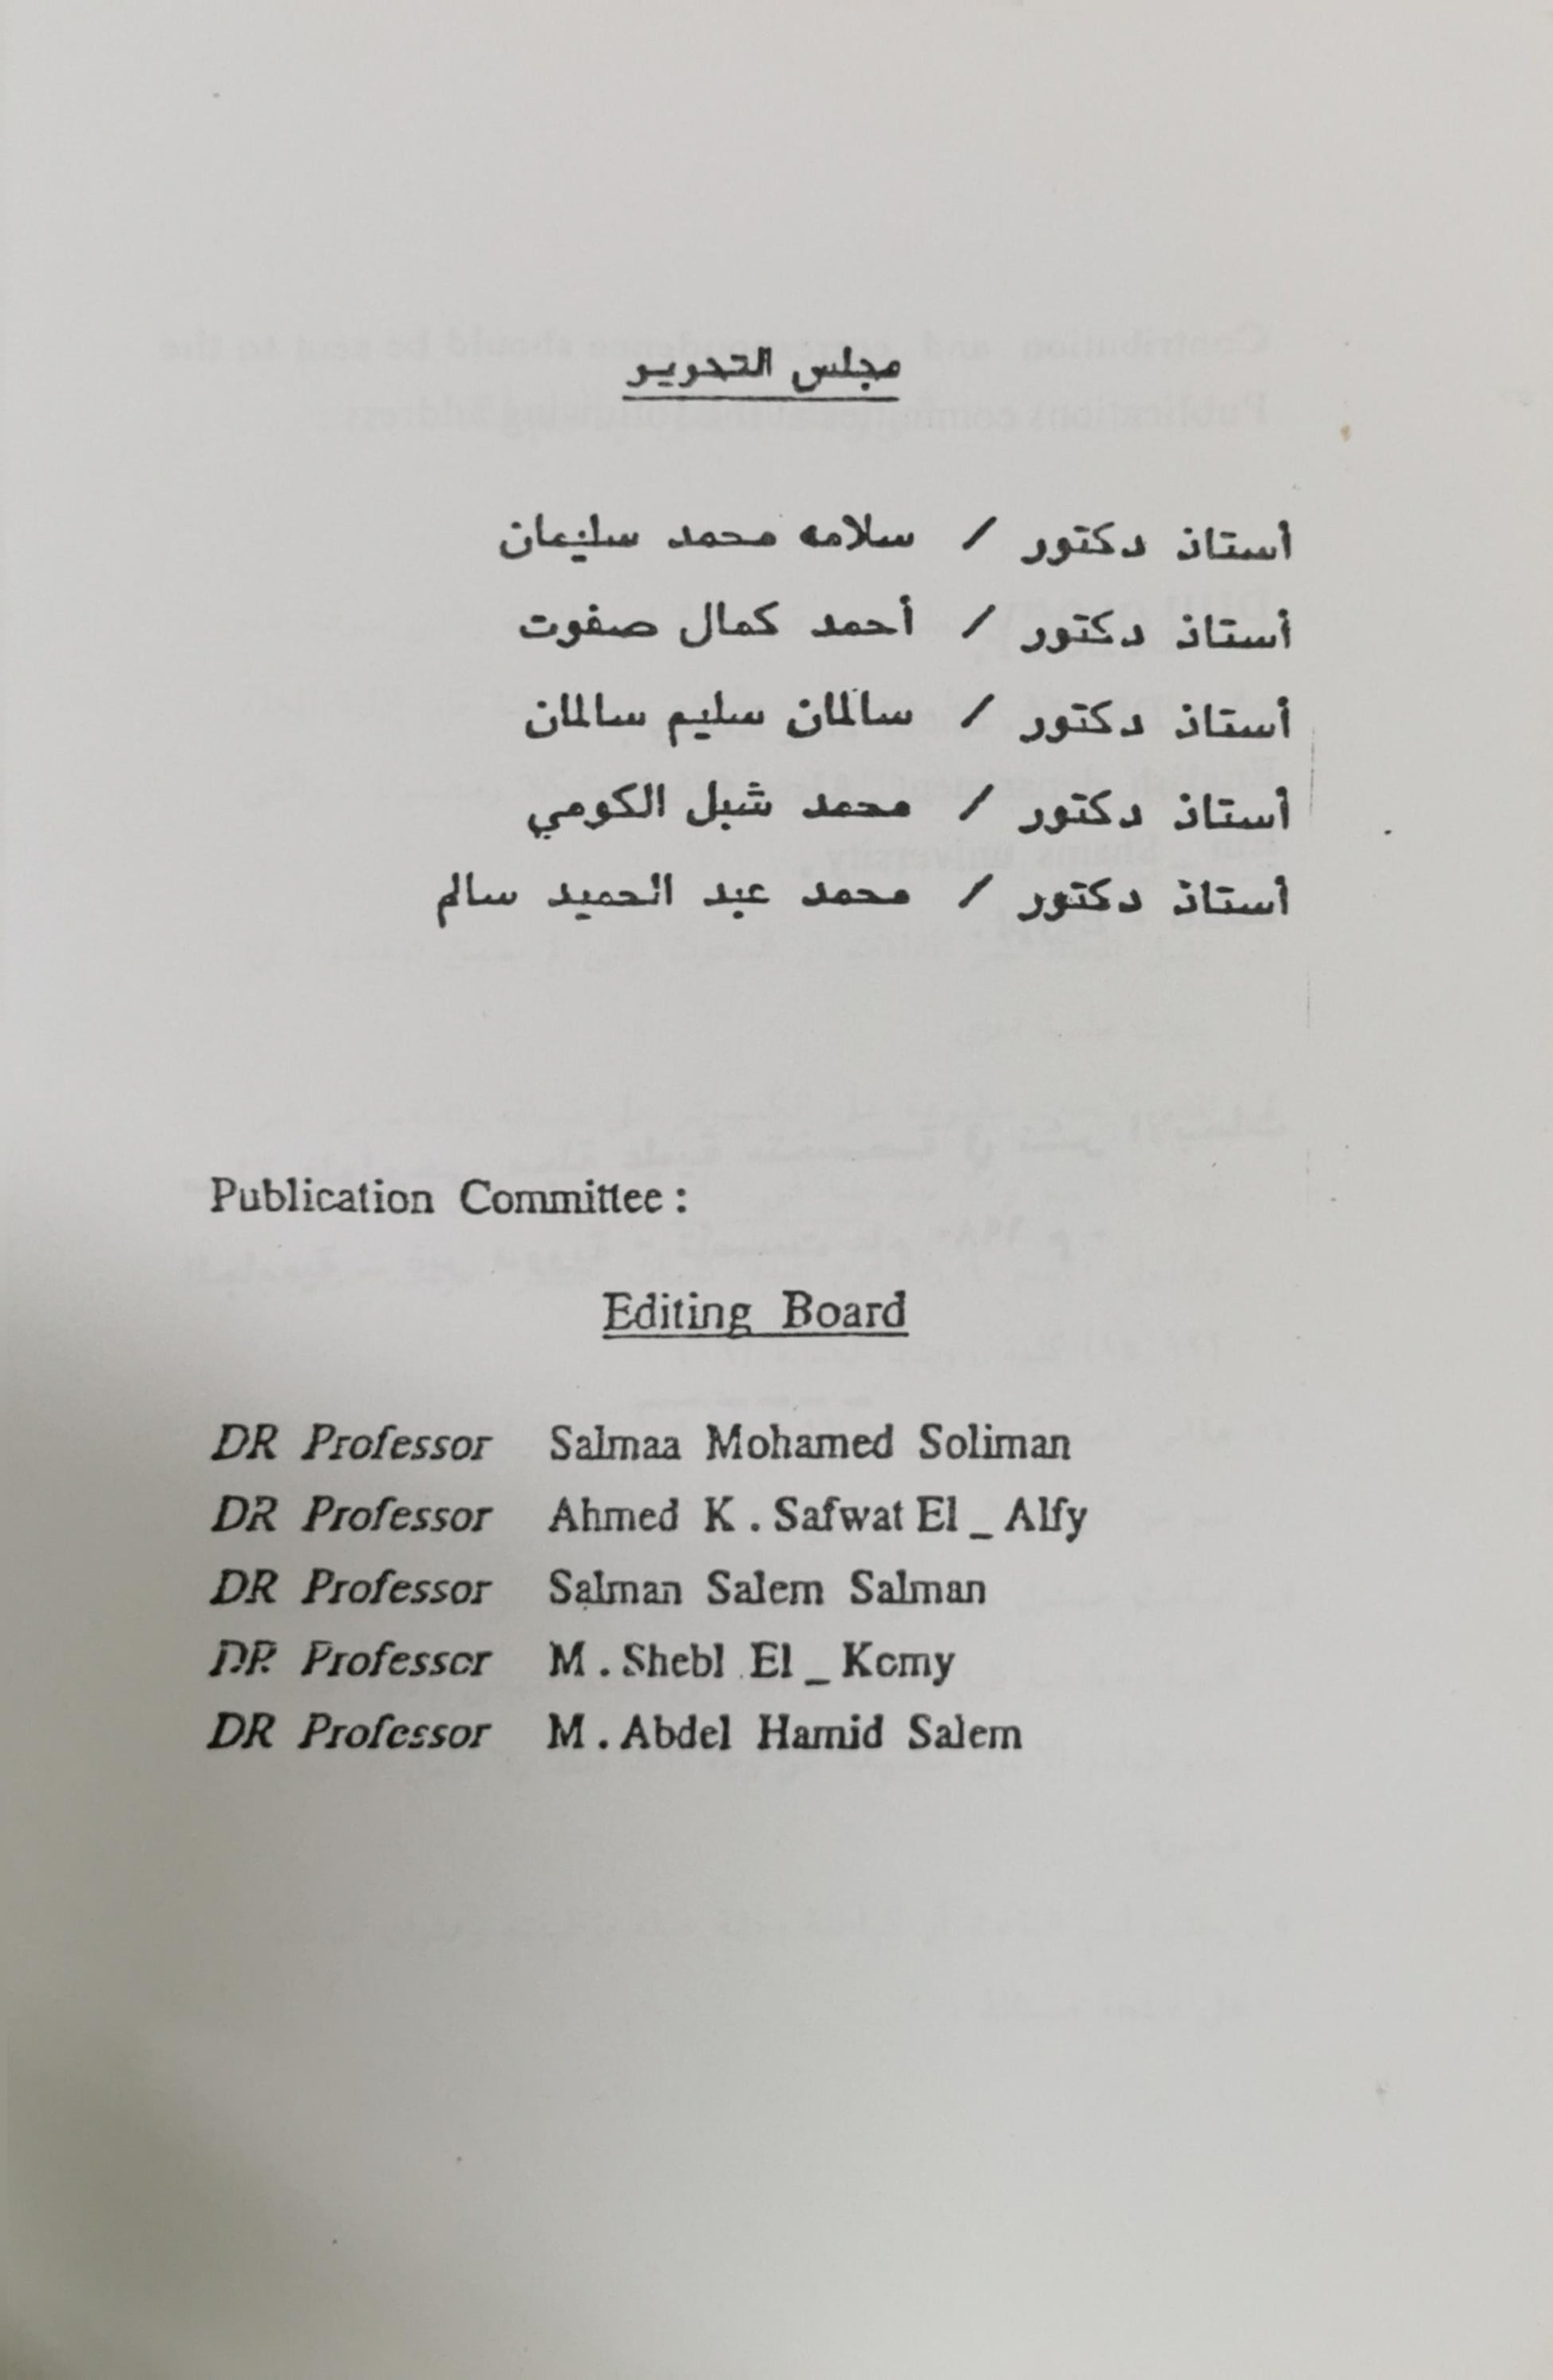 مجلس التحرير
أستاذ دكتور / سلامه محمد سليمان
أستاذ دكتور / أحمد كمال صفوت
أستاذ دكتور / سالمان سليم سالمان
أستاذ دكتور / محمد شبل الكومي
أستاذ دكتور / محمد عبد الحميد سالم
Publication Committee :
Editing Board
DR Professor Salmaa Mohamed Soliman
DR Professor Ahmed K . Safwat El _ Alfy
DR Professor Salman Salem Salman
DR Professor M . Shebl El _ Komy
DR Professor M . Abdel Hamid Salem